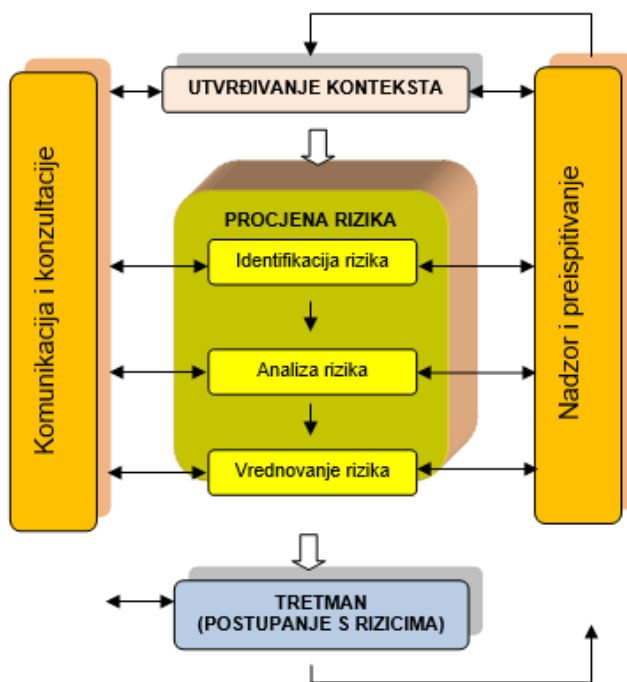 UTVRĐIVANJE KONTEKSTA
Komunikacija i konzultacije
PROCJENA RIZIKA
Identifikacija rizika
Analiza rizika
Vrednovanje rizika
Nadzor i preispitivanje
TRETMAN
(POSTUPANJE S RIZICIMA)